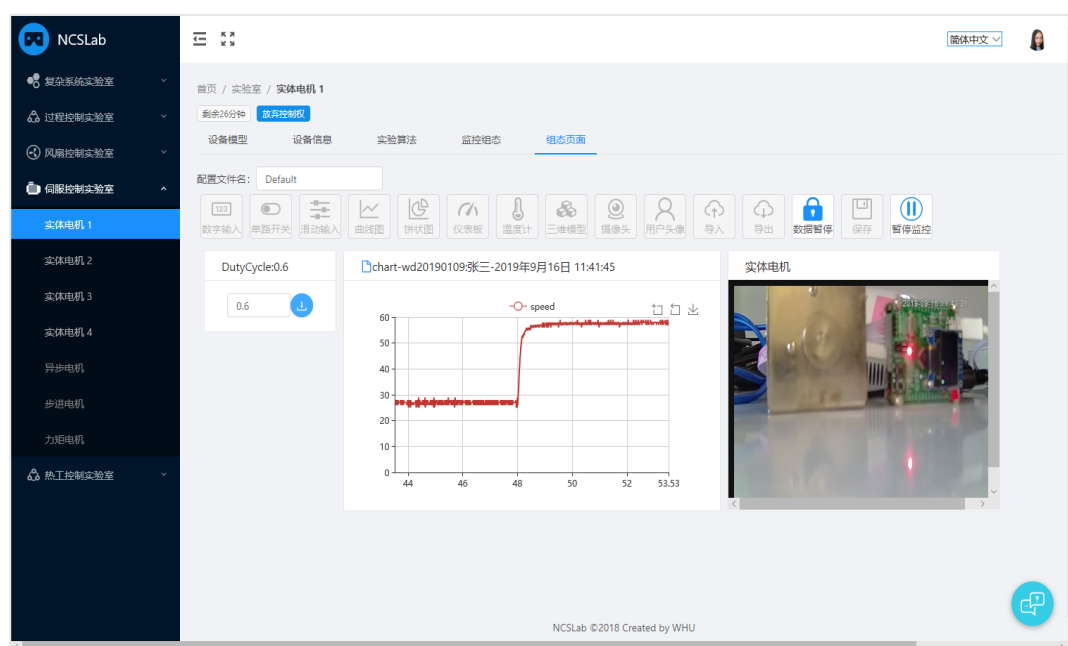 NCSLab
简体中文
复杂系统实验室
过程控制实验室
风扇控制实验室
伺服控制实验室
实体电机 1
实体电机 2
实体电机 3
实体电机 4
异步电机
步进电机
力矩电机
热工控制实验室
首页 / 实验室 / 实体电机 1
剩余26分钟 放弃控制权
设备模型 设备信息 实验算法 监控组态 组态页面
配置文件名: Default
123
数字输入 单路开关 滑动输入 曲线图 饼状图 仪表板 温度计 三维模型 摄像头 用户头像 导入 导出 数据暂停 保存 暂停监控
DutyCycle:0.6
0.6
chart-wd20190109:张三-2019年9月16日 11:41:45
speed
60
50
40
30
20
10
0
44 46 48 50 52 53.53
实体电机
NCSLab ©2018 Created by WHU